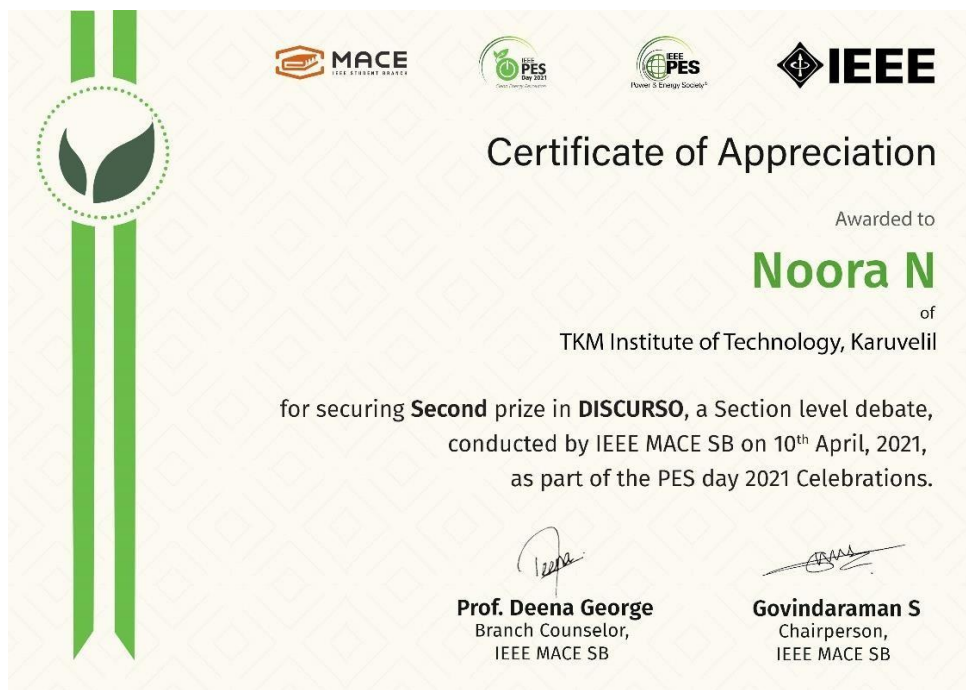 MACE
IEEE STUDENT BRANCH
IEEE
PES
Day 2021
IEEE
PES
Power & Energy Society®
IEEE
Certificate of Appreciation
Awarded to
Noora N
of
TKM Institute of Technology, Karuvelil
for securing Second prize in DISCURSO, a Section level debate,
conducted by IEEE MACE SB on 10th April, 2021,
as part of the PES day 2021 Celebrations.
Prof. Deena George
Branch Counselor,
IEEE MACE SB
Govindaraman S
Chairperson,
IEEE MACE SB